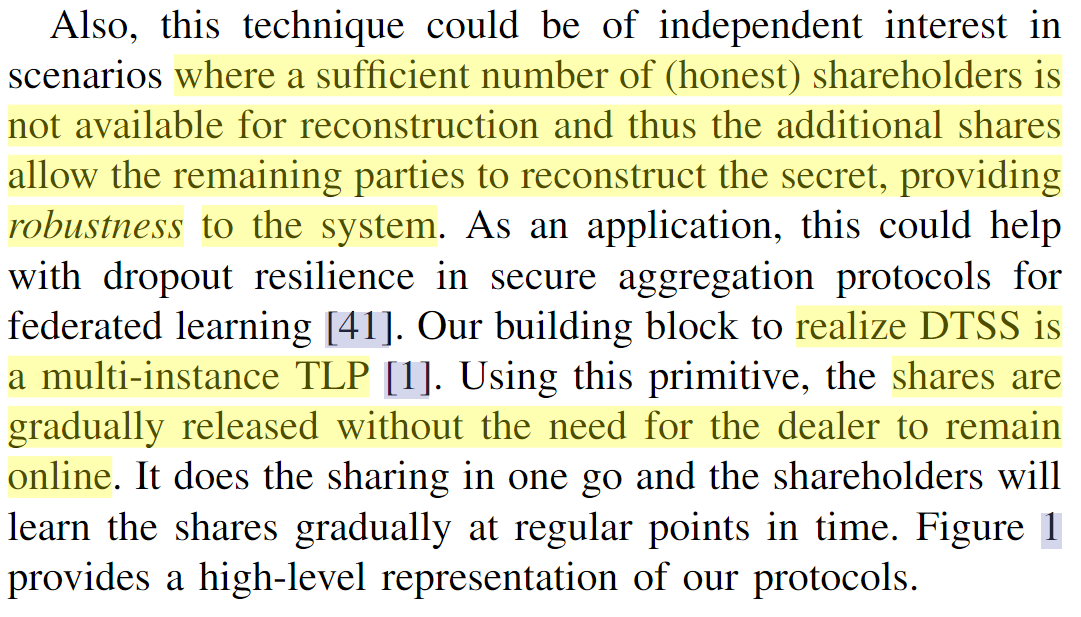 Also, this technique could be of independent interest in
scenarios where a sufficient number of (honest) shareholders is
not available for reconstruction and thus the additional shares
allow the remaining parties to reconstruct the secret, providing
robustness to the system. As an application, this could help
with dropout resilience in secure aggregation protocols for
federated learning [41]. Our building block to realize DTSS is
a multi-instance TLP [1]. Using this primitive, the shares are
gradually released without the need for the dealer to remain
online. It does the sharing in one go and the shareholders will
learn the shares gradually at regular points in time. Figure 1
provides a high-level representation of our protocols.